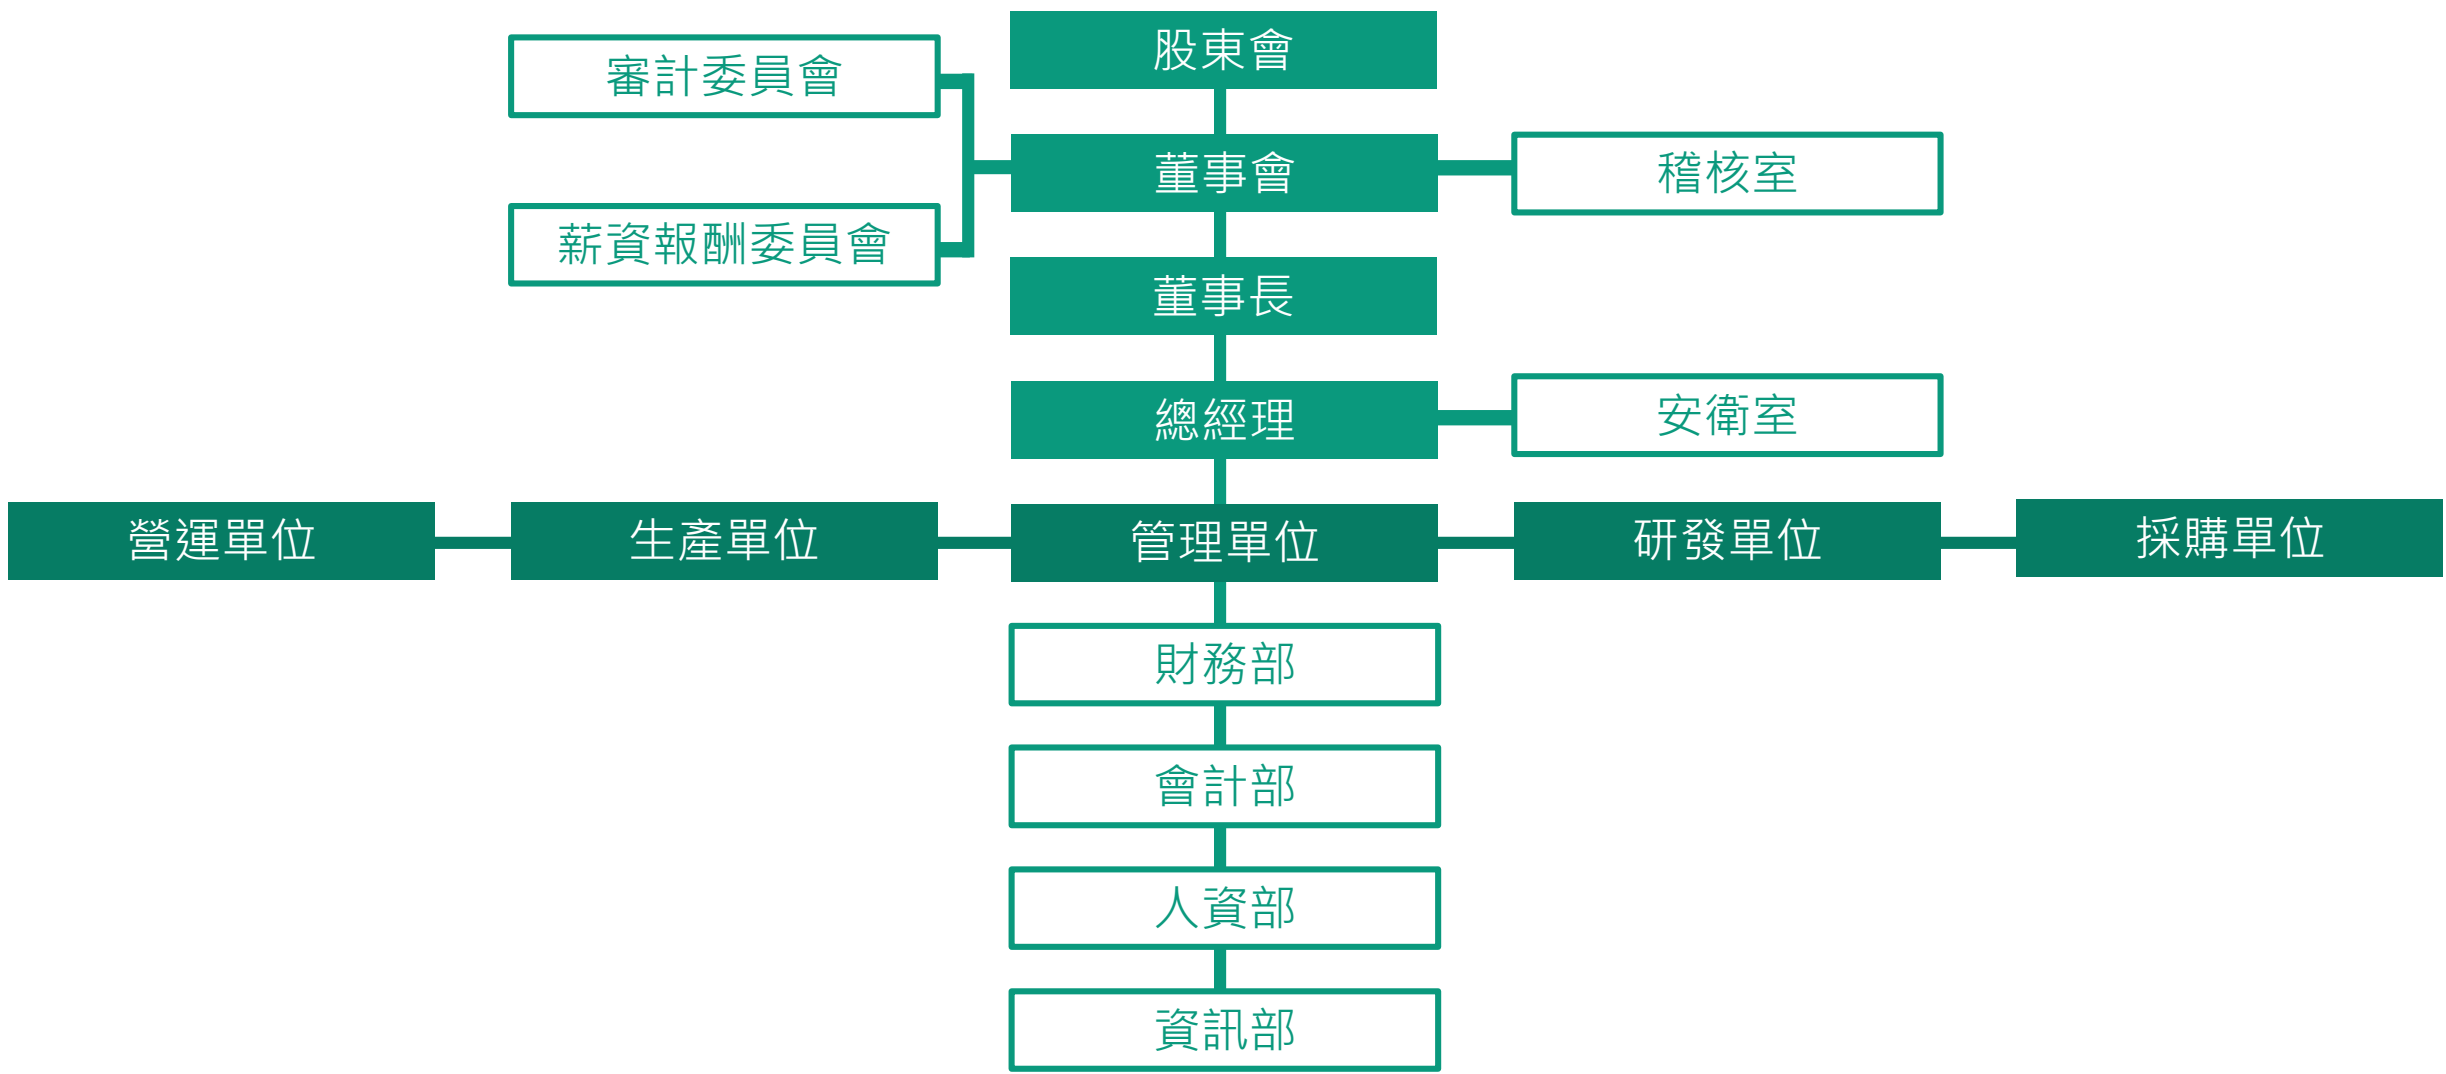 股東會
審計委員會
董事會
稽核室
薪資報酬委員會
董事長
總經理
安衛室
營運單位
生產單位
管理單位
研發單位
採購單位
財務部
會計部
人資部
資訊部